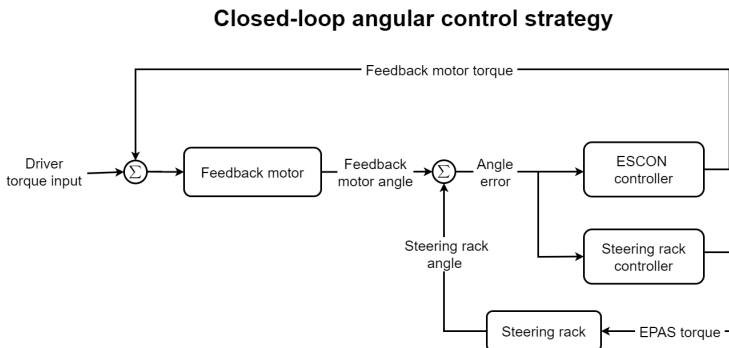 Closed-loop angular control strategy
Feedback motor torque
Driver
torque input
Σ
Feedback motor
Feedback
motor angle
Σ
Angle
error
ESCON
controller
Steering rack
angle
Steering rack
controller
Steering rack
EPAS torque